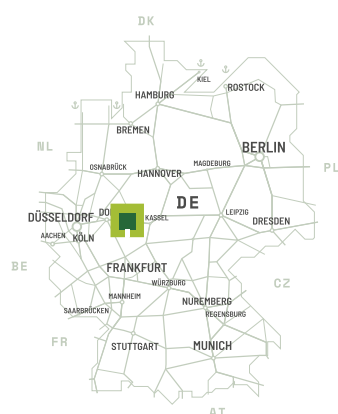 DK
KIEL
HAMBURG
ROSTOCK
BREMEN
NL
BERLIN
OSNABRÜCK
HANNOVER
MAGDEBURG
PL
DE
DÜSSELDORF
DO
KASSEL
LEIPZIG
DRESDEN
AACHEN
KÖLN
BE
FRANKFURT
WÜRZBURG
CZ
MANNHEIM
NUREMBERG
SAARBRÜCKEN
REGENSBURG
FR
STUTTGART
MUNICH
AT